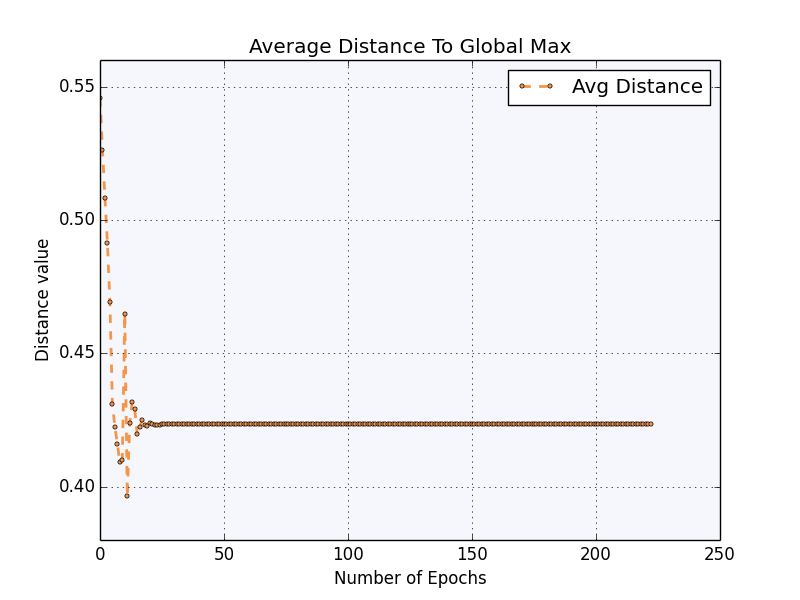 Average Distance To Global Max
Avg Distance
0.55
0.50
0.45
0.40
Distance value
0 50 100 150 200 250
Number of Epochs